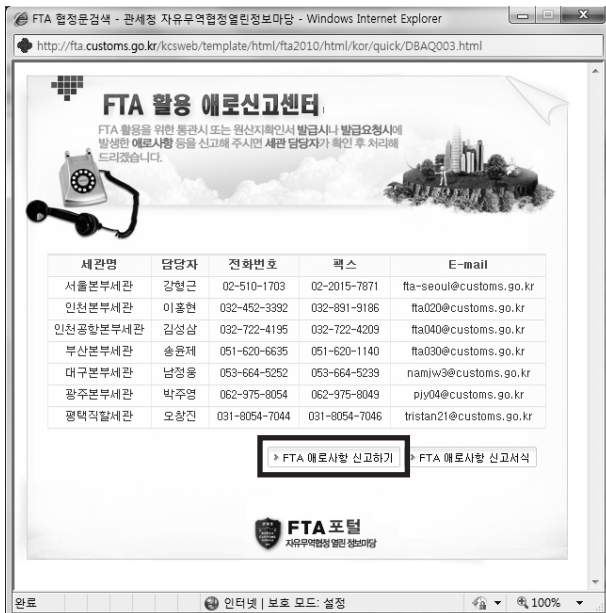 FTA 협정문검색 - 관세청 자유무역협정열린정보마당 - Windows Internet Explorer
http://fta.customs.go.kr/kcsweb/template/html/fta2010/html/kor/quick/DBAQ003.html
FTA 활용 애로신고센터
FTA 활용을 위한 통관시 또는 원산지확인서 발급시나 발급요청시에
발생한 애로사항 등을 신고해 주시면 세관 담당자가 확인 후 처리해
드리겠습니다.
세관명 담당자 전화번호 팩스 E-mail
서울본부세관 강형근 02-510-1703 02-2015-7871 fta-seoul@customs.go.kr
인천본부세관 이홍현 032-452-3392 032-891-9186 fta020@customs.go.kr
인천공항본부세관 김성삼 032-722-4195 032-722-4209 fta040@customs.go.kr
부산본부세관 송윤제 051-620-6635 051-620-1140 fta030@customs.go.kr
대구본부세관 남정웅 053-664-5252 053-664-5239 namjw3@customs.go.kr
광주본부세관 박주영 062-975-8054 062-975-8049 pjy04@customs.go.kr
평택직할세관 오창진 031-8054-7044 031-8054-7046 tristan21@customs.go.kr
FTA 애로사항 신고하기 FTA 애로사항 신고서식
FTA포털
자유무역협정 열린 정보마당
완료 인터넷 | 보호 모드: 설정 100%